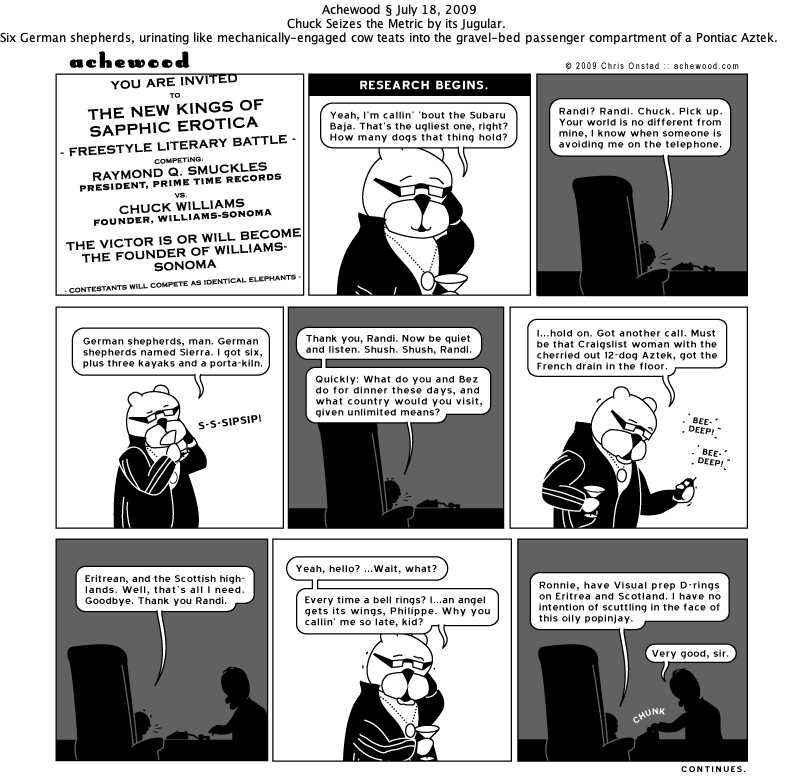 Achewood § July 18, 2009
Chuck Seizes the Metric by its Jugular.
Six German shepherds, urinating like mechanically-engaged cow teats into the gravel-bed passenger compartment of a Pontiac Aztek.
achewood
© 2009 Chris Onstad :: achewood.com
YOU ARE INVITED
TO
THE NEW KINGS OF
SAPPHIC EROTICA
- FREESTYLE LITERARY BATTLE -
COMPETING:
RAYMOND Q. SMUCKLES
PRESIDENT, PRIME TIME RECORDS
VS.
CHUCK WILLIAMS
FOUNDER, WILLIAMS-SONOMA
THE VICTOR IS OR WILL BECOME
THE FOUNDER OF WILLIAMS-
SONOMA
- CONTESTANTS WILL COMPETE AS IDENTICAL ELEPHANTS -
RESEARCH BEGINS.
Yeah, I'm callin' 'bout the Subaru
Baja. That's the ugliest one, right?
How many dogs that thing hold?
Randi? Randi. Chuck. Pick up.
Your world is no different from
mine, I know when someone is
avoiding me on the telephone.
German shepherds, man. German
shepherds named Sierra. I got six,
plus three kayaks and a porta-kiln.
S-S-SIPSIP!
Thank you, Randi. Now be quiet
and listen. Shush. Shush, Randi.
Quickly: What do you and Bez
do for dinner these days, and
what country would you visit,
given unlimited means?
I...hold on. Got another call. Must
be that Craigslist woman with the
cherried out 12-dog Aztek, got the
French drain in the floor.
BEE-
DEEP!
BEE-
DEEP!
Eritrean, and the Scottish high-
lands. Well, that's all I need.
Goodbye. Thank you Randi.
Yeah, hello? ...Wait, what?
Every time a bell rings? I...an angel
gets its wings, Philippe. Why you
callin' me so late, kid?
Ronnie, have Visual prep D-rings
on Eritrea and Scotland. I have no
intention of scuttling in the face of
this oily popinjay.
Very good, sir.
CHUNK
CONTINUES.